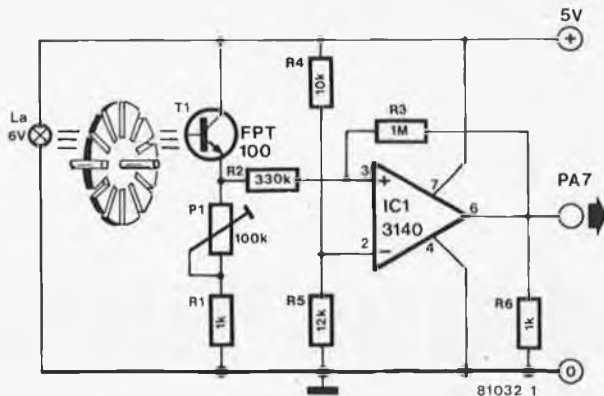 5V
+
R4
10k
R3
1M
La
6V
T1
FPT
100
R2
330k
3
+
7
PA7
IC1
3140
6
P1
100k
2
−
4
R1
1k
R5
12k
R6
1k
0
81032 1